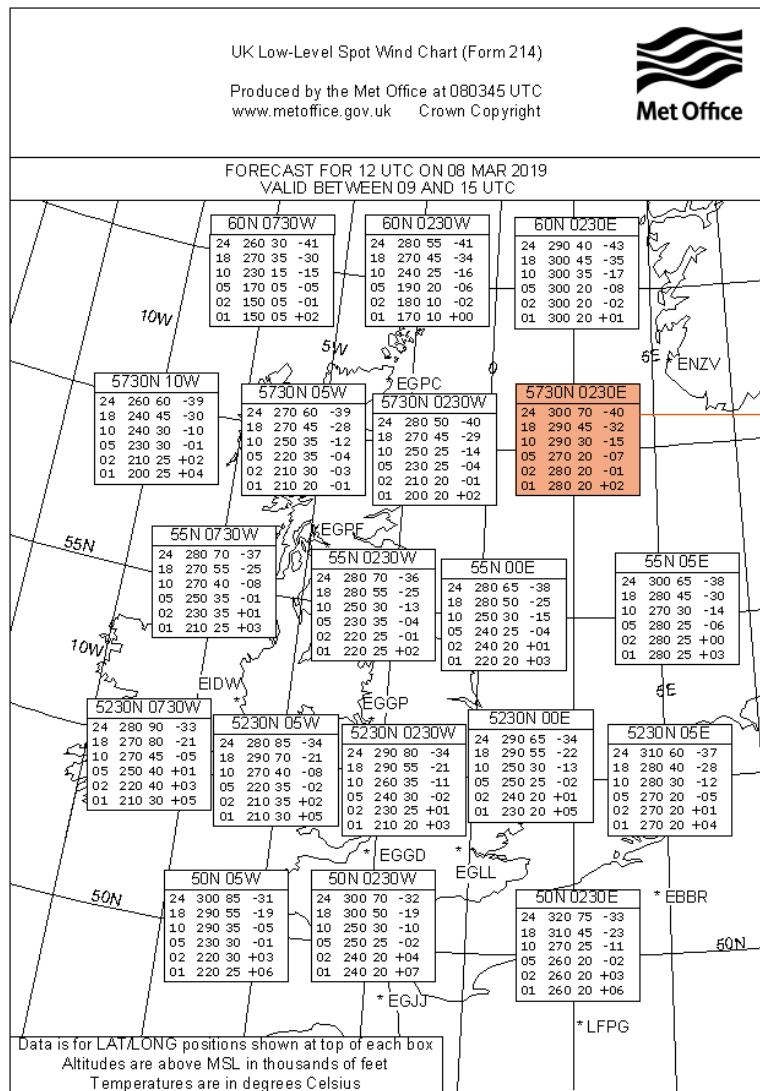 UK Low-Level Spot Wind Chart (Form 214)
Produced by the Met Office at 080345 UTC
www.metoffice.gov.uk Crown Copyright
Met Office
FORECAST FOR 12 UTC ON 08 MAR 2019
VALID BETWEEN 09 AND 15 UTC
60N 0730W
24 260 30 -41
18 270 35 -30
10 230 15 -15
05 170 05 -05
02 150 05 -01
01 150 05 +02
60N 0230W
24 280 55 -41
18 270 45 -34
10 240 25 -16
05 190 20 -06
02 180 10 -02
01 170 10 +00
60N 0230E
24 290 40 -43
18 300 45 -35
10 300 35 -17
05 300 20 -08
02 300 20 -02
01 300 20 +01
10W
5W
5E
* ENZV
* EGPC
5730N 10W
24 260 60 -39
18 240 45 -30
10 240 30 -10
05 230 30 -01
02 210 25 +02
01 200 25 +04
5730N 05W
24 270 60 -39
18 270 45 -28
10 250 35 -12
05 220 35 -04
02 210 30 -03
01 210 20 -01
5730N 0230W
24 280 50 -40
18 270 45 -29
10 250 25 -14
05 230 25 -04
02 210 20 -01
01 200 20 +02
5730N 0230E
24 300 70 -40
18 290 45 -32
10 290 30 -15
05 270 20 -07
02 280 20 -01
01 280 20 +02
55N
* EGPF
55N 0730W
24 280 70 -37
18 270 55 -25
10 270 40 -08
05 250 35 -01
02 230 35 +01
01 210 25 +03
55N 0230W
24 280 70 -36
18 280 55 -25
10 250 30 -13
05 230 35 -04
02 220 25 -01
01 220 25 +02
55N 00E
24 280 65 -38
18 280 50 -25
10 250 30 -15
05 240 25 -04
02 240 20 +01
01 220 20 +03
55N 05E
24 300 65 -38
18 280 45 -30
10 270 30 -14
05 280 25 -06
02 280 25 +00
01 280 25 +03
10W
EIDW
*
EGGP
*
5E
5230N 0730W
24 280 90 -33
18 270 80 -21
10 270 45 -05
05 250 40 +01
02 220 40 +03
01 210 30 +05
5230N 05W
24 280 85 -34
18 290 70 -21
10 270 40 -08
05 220 35 -02
02 210 35 +02
01 210 30 +05
5230N 0230W
24 290 80 -34
18 290 55 -21
10 260 35 -11
05 240 30 -02
02 230 25 +01
01 210 20 +03
5230N 00E
24 290 65 -34
18 290 55 -22
10 250 30 -13
05 250 25 -02
02 240 20 +01
01 230 20 +05
5230N 05E
24 310 60 -37
18 280 40 -28
10 280 30 -12
05 270 20 -05
02 270 20 +01
01 270 20 +04
* EGGD
*
EGLL
* EBBR
50N
50N 05W
24 300 85 -31
18 290 55 -19
10 290 35 -05
05 230 30 -01
02 220 30 +03
01 220 25 +06
50N 0230W
24 300 70 -32
18 300 50 -19
10 250 30 -10
05 250 25 -02
02 240 20 +04
01 240 20 +07
50N 0230E
24 320 75 -33
18 310 45 -23
10 270 25 -11
05 260 20 -02
02 260 20 +03
01 260 20 +06
50N
* EGJJ
* LFPG
Data is for LAT/LONG positions shown at top of each box
Altitudes are above MSL in thousands of feet
Temperatures are in degrees Celsius